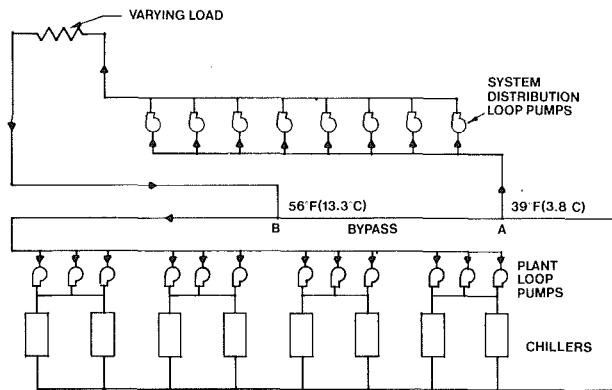 VARYING LOAD
SYSTEM
DISTRIBUTION
LOOP PUMPS
56°F(13.3°C)
39°F(3.8 C)
B
BYPASS
A
PLANT
LOOP
PUMPS
CHILLERS